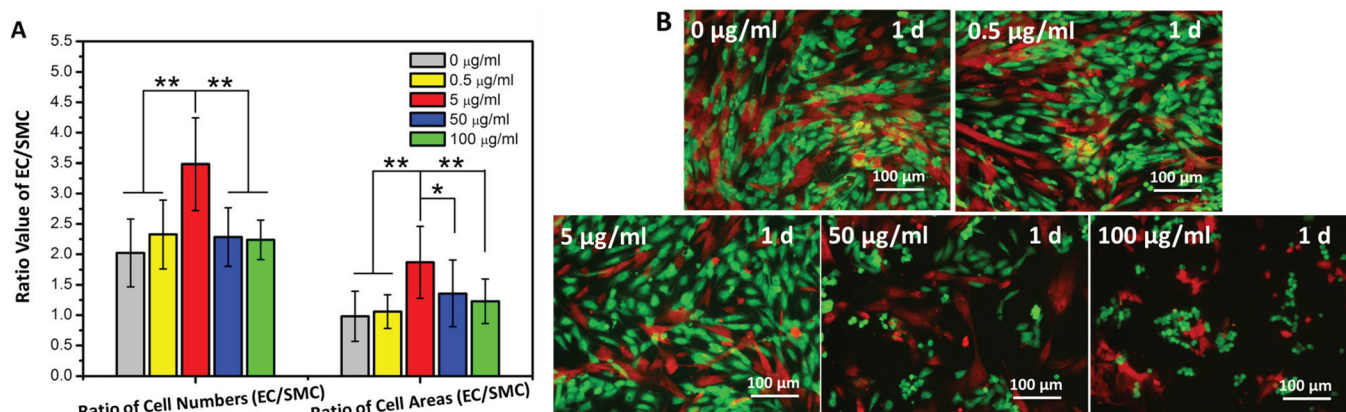 A
Ratio Value of EC/SMC
5.5
5.0
4.5
4.0
3.5
3.0
2.5
2.0
1.5
1.0
0.5
0.0
** **
** **
*
0 μg/ml
0.5 μg/ml
5 μg/ml
50 μg/ml
100 μg/ml
Ratio of Cell Numbers (EC/SMC)
Ratio of Cell Areas (EC/SMC)
B
0 μg/ml 1 d
100 μm
0.5 μg/ml 1 d
100 μm
5 μg/ml 1 d
100 μm
50 μg/ml 1 d
100 μm
100 μg/ml 1 d
100 μm